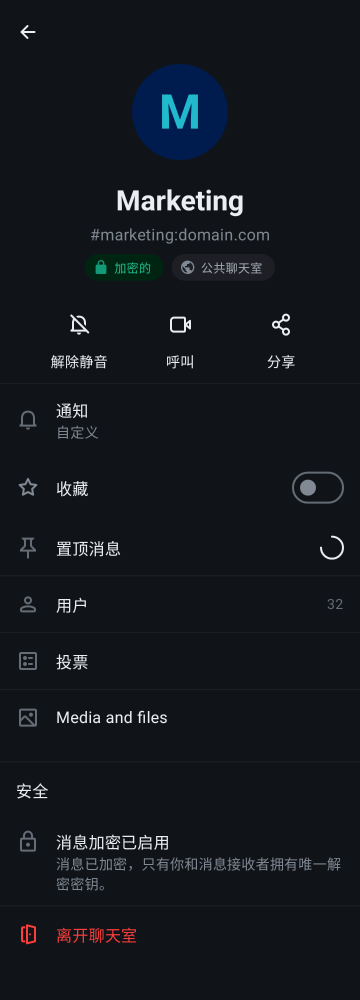 M
Marketing
#marketing:domain.com
加密的
公共聊天室
解除静音
呼叫
分享
通知
自定义
收藏
置顶消息
用户
32
投票
Media and files
安全
消息加密已启用
消息已加密，只有你和消息接收者拥有唯一解
密密钥。
离开聊天室